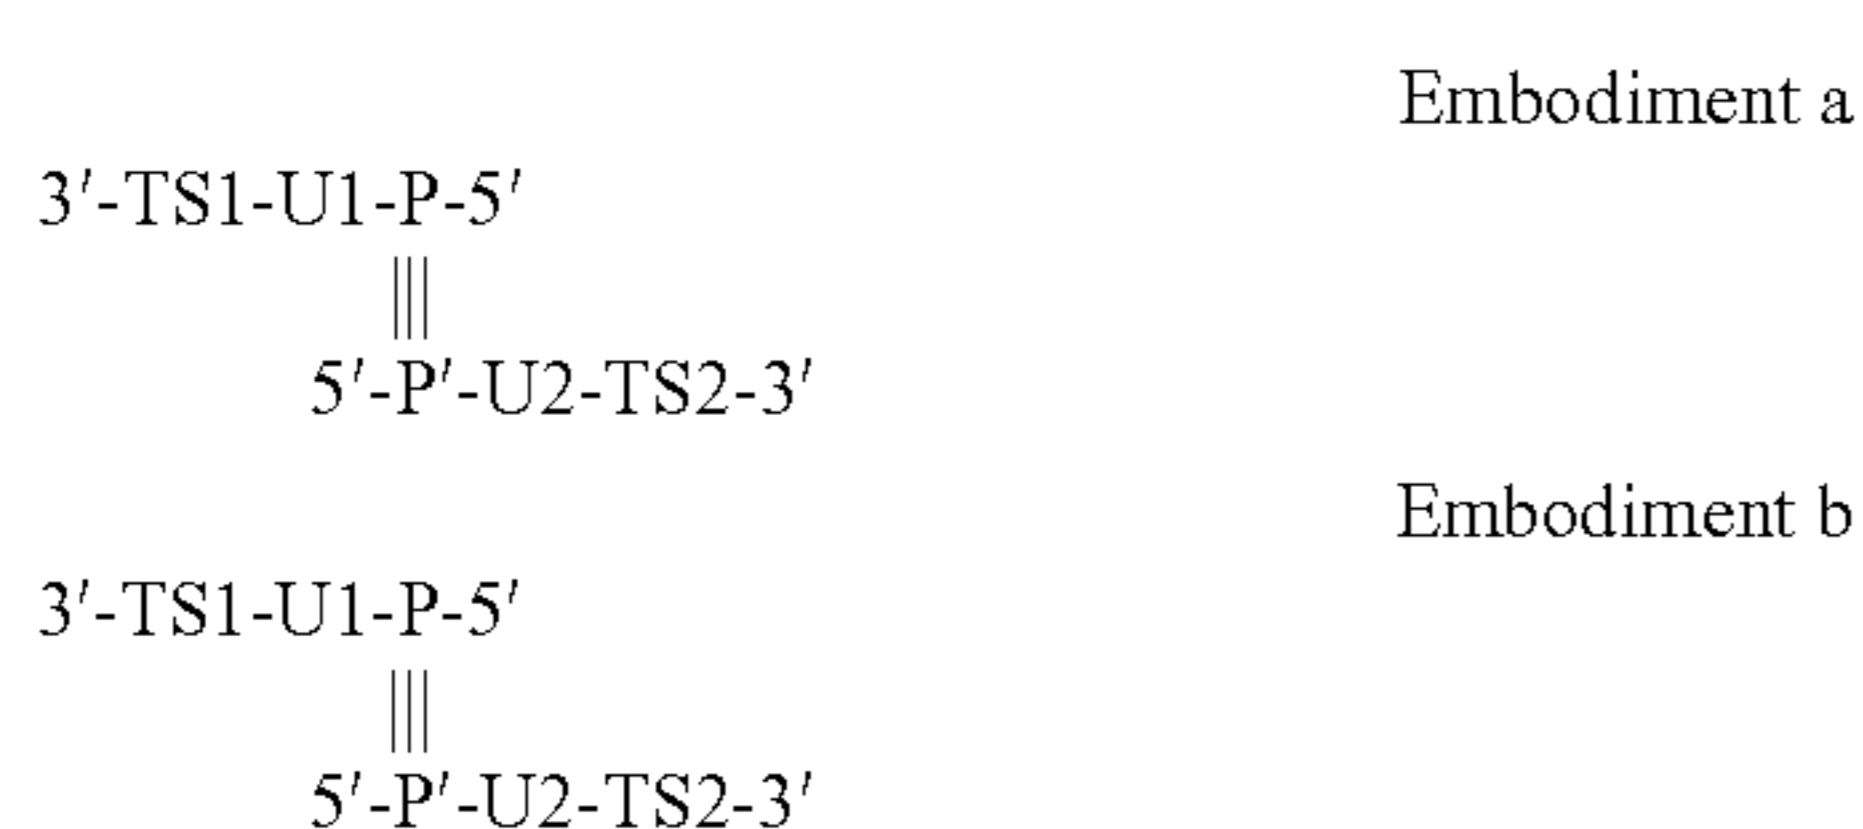 Embodiment a
3′-TS1-U1-P-5′
|||
5′-P′-U2-TS2-3′
Embodiment b
3′-TS1-U1-P-5′
|||
5′-P′-U2-TS2-3′